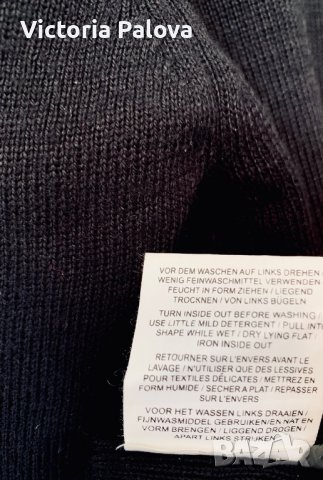 Victoria Palova
VOR DEM WASCHEN AUF LINKS DREHEN /
WENIG FEINWASCHMITTEL VERWENDEN /
FEUCHT IN FORM ZIEHEN / LIEGEND
TROCKNEN / VON LINKS BÜGELN
TURN INSIDE OUT BEFORE WASHING /
USE LITTLE MILD DETERGENT / PULL INTO
SHAPE WHILE WET / DRY LYING FLAT /
IRON INSIDE OUT
RETOURNER SUR L'ENVERS AVANT LE
LAVAGE / N'UTILISER QUE DES LESSIVES
POUR TEXTILES DÉLICATES / METTREZ EN
FORM HUMIDE / SECHER A PLAT / REPASSER
SUR L'ENVERS
VOOR HET WASSEN LINKS DRAAIEN /
FIJNWASMIDDEL GEBRUIKEN/EN NAT EN
VORM BRENGEN / LIGGEND DROGEN /
APART LINKS STRIJKEN
BAZAR